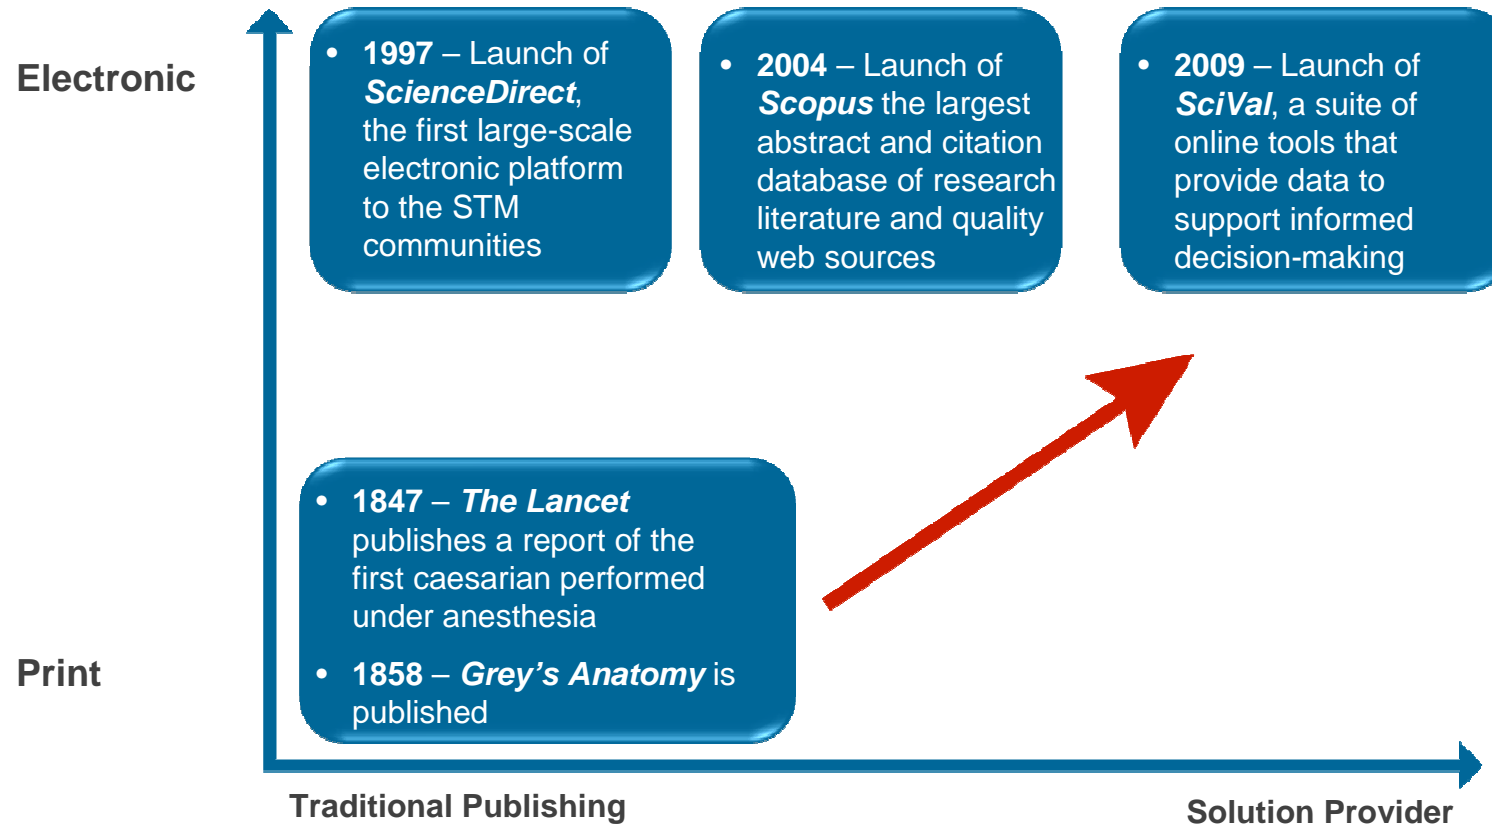 Electronic
• 1997 – Launch of
ScienceDirect,
the first large-scale
electronic platform
to the STM
communities
• 2004 – Launch of
Scopus the largest
abstract and citation
database of research
literature and quality
web sources
• 2009 – Launch of
SciVal, a suite of
online tools that
provide data to
support informed
decision-making
• 1847 – The Lancet
publishes a report of the
first caesarian performed
under anesthesia
Print
• 1858 – Grey’s Anatomy is
published
Traditional Publishing
Solution Provider